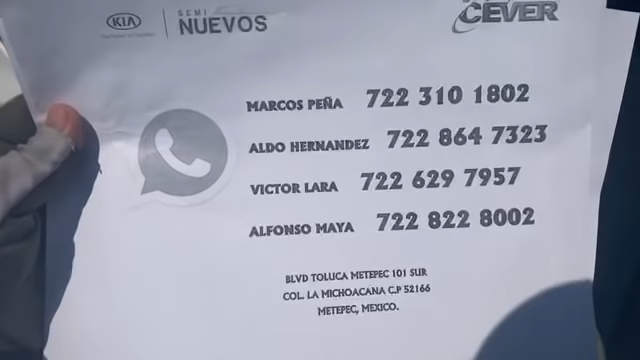 KIA
SEMI
NUEVOS
CEVER
MARCOS PEÑA 722 310 1802
ALDO HERNANDEZ 722 864 7323
VICTOR LARA 722 629 7957
ALFONSO MAYA 722 822 8002
BLVD TOLUCA METEPEC 101 SUR
COL. LA MICHOACANA C.P 52166
METEPEC, MEXICO.